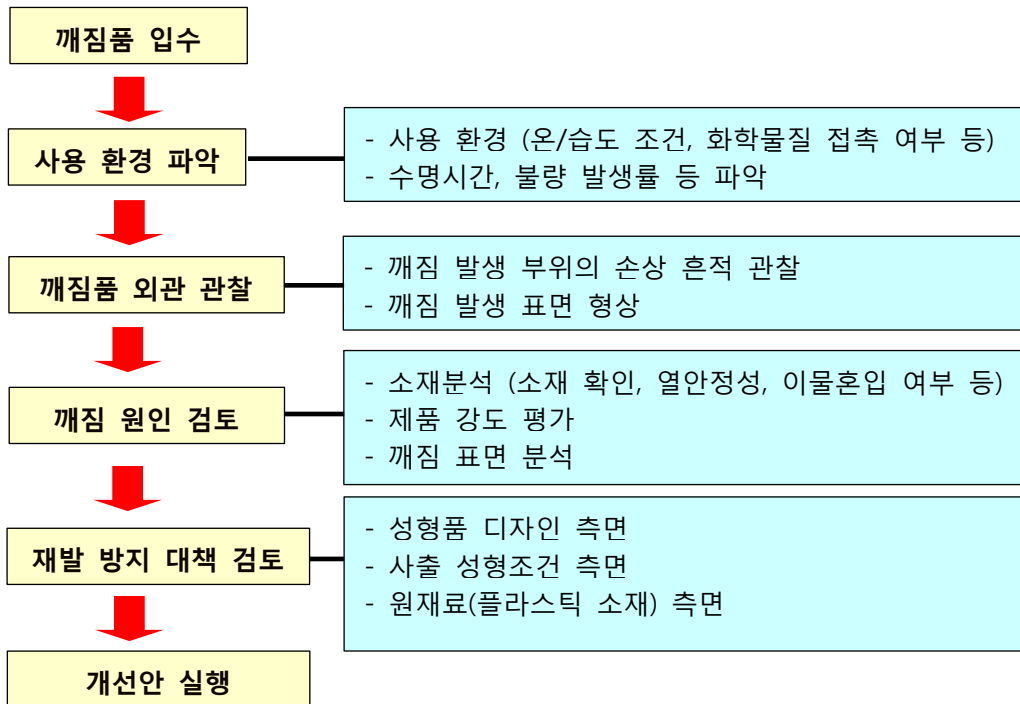 깨짐품 입수
사용 환경 파악
- 사용 환경 (온/습도 조건, 화학물질 접촉 여부 등)
- 수명시간, 불량 발생률 등 파악
깨짐품 외관 관찰
- 깨짐 발생 부위의 손상 흔적 관찰
- 깨짐 발생 표면 형상
깨짐 원인 검토
- 소재분석 (소재 확인, 열안정성, 이물혼입 여부 등)
- 제품 강도 평가
- 깨짐 표면 분석
재발 방지 대책 검토
- 성형품 디자인 측면
- 사출 성형조건 측면
- 원재료(플라스틱 소재) 측면
개선안 실행